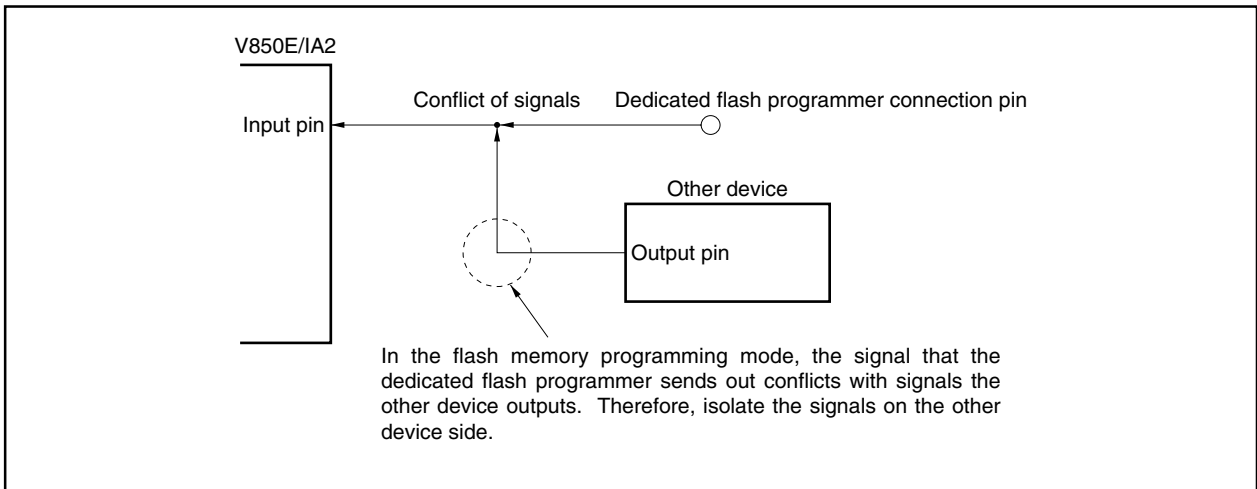 V850E/IA2
Conflict of signals
Dedicated flash programmer connection pin
Input pin
Other device
Output pin
In the flash memory programming mode, the signal that the
dedicated flash programmer sends out conflicts with signals the
other device outputs. Therefore, isolate the signals on the other
device side.